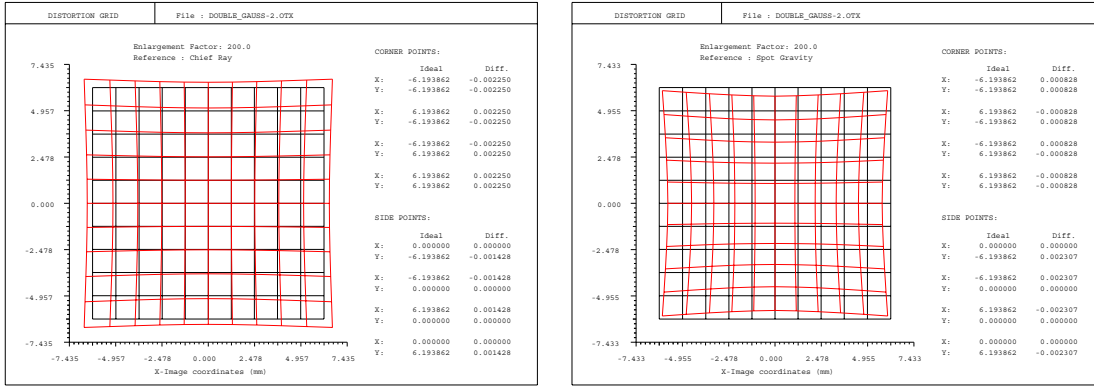 DISTORTION GRID File : DOUBLE_GAUSS-2.OTX
Enlargement Factor: 200.0
Reference : Chief Ray
7.435
4.957
2.478
0.000
-2.478
-4.957
-7.435
-7.435 -4.957 -2.478 0.000 2.478 4.957 7.435
X-Image coordinates (mm)
CORNER POINTS:
Ideal Diff.
X: -6.193862 -0.002250
Y: -6.193862 -0.002250
X: 6.193862 0.002250
Y: -6.193862 -0.002250
X: -6.193862 -0.002250
Y: 6.193862 0.002250
X: 6.193862 0.002250
Y: 6.193862 0.002250
SIDE POINTS:
Ideal Diff.
X: 0.000000 0.000000
Y: -6.193862 -0.001428
X: -6.193862 -0.001428
Y: 0.000000 0.000000
X: 6.193862 0.001428
Y: 0.000000 0.000000
X: 0.000000 0.000000
Y: 6.193862 0.001428
DISTORTION GRID File : DOUBLE_GAUSS-2.OTX
Enlargement Factor: 200.0
Reference : Spot Gravity
7.433
4.955
2.478
0.000
-2.478
-4.955
-7.433
-7.433 -4.955 -2.478 0.000 2.478 4.955 7.433
X-Image coordinates (mm)
CORNER POINTS:
Ideal Diff.
X: -6.193862 0.000828
Y: -6.193862 0.000828
X: 6.193862 -0.000828
Y: -6.193862 0.000828
X: -6.193862 0.000828
Y: 6.193862 -0.000828
X: 6.193862 -0.000828
Y: 6.193862 -0.000828
SIDE POINTS:
Ideal Diff.
X: 0.000000 0.000000
Y: -6.193862 0.002307
X: -6.193862 0.002307
Y: 0.000000 0.000000
X: 6.193862 -0.002307
Y: 0.000000 0.000000
X: 0.000000 0.000000
Y: 6.193862 -0.002307